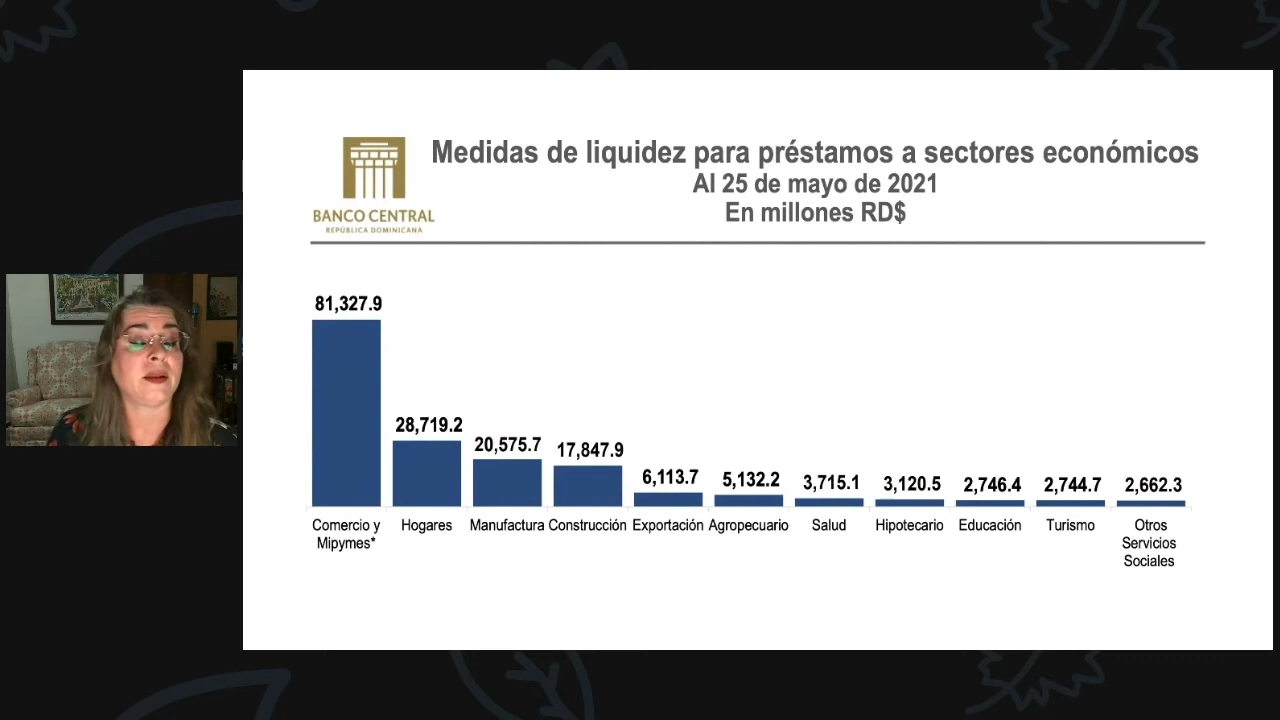 Medidas de liquidez para préstamos a sectores económicos
Al 25 de mayo de 2021
En millones RD$
BANCO CENTRAL
REPÚBLICA DOMINICANA
81,327.9
28,719.2
20,575.7
17,847.9
6,113.7
5,132.2
3,715.1
3,120.5
2,746.4
2,744.7
2,662.3
Comercio y
Mipymes*
Hogares
Manufactura
Construcción
Exportación
Agropecuario
Salud
Hipotecario
Educación
Turismo
Otros
Servicios
Sociales